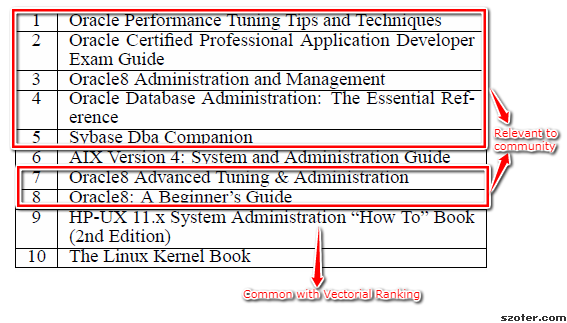 1 Oracle Performance Tuning Tips and Techniques
2 Oracle Certified Professional Application Developer
Exam Guide
3 Oracle8 Administration and Management
4 Oracle Database Administration: The Essential Ref-
erence
5 Sybase Dba Companion
6 AIX Version 4: System and Administration Guide
7 Oracle8 Advanced Tuning & Administration
8 Oracle8: A Beginner's Guide
9 HP-UX 11.x System Administration “How To” Book
(2nd Edition)
10 The Linux Kernel Book
Relevant to
community
Common with Vectorial Ranking
szoter.com